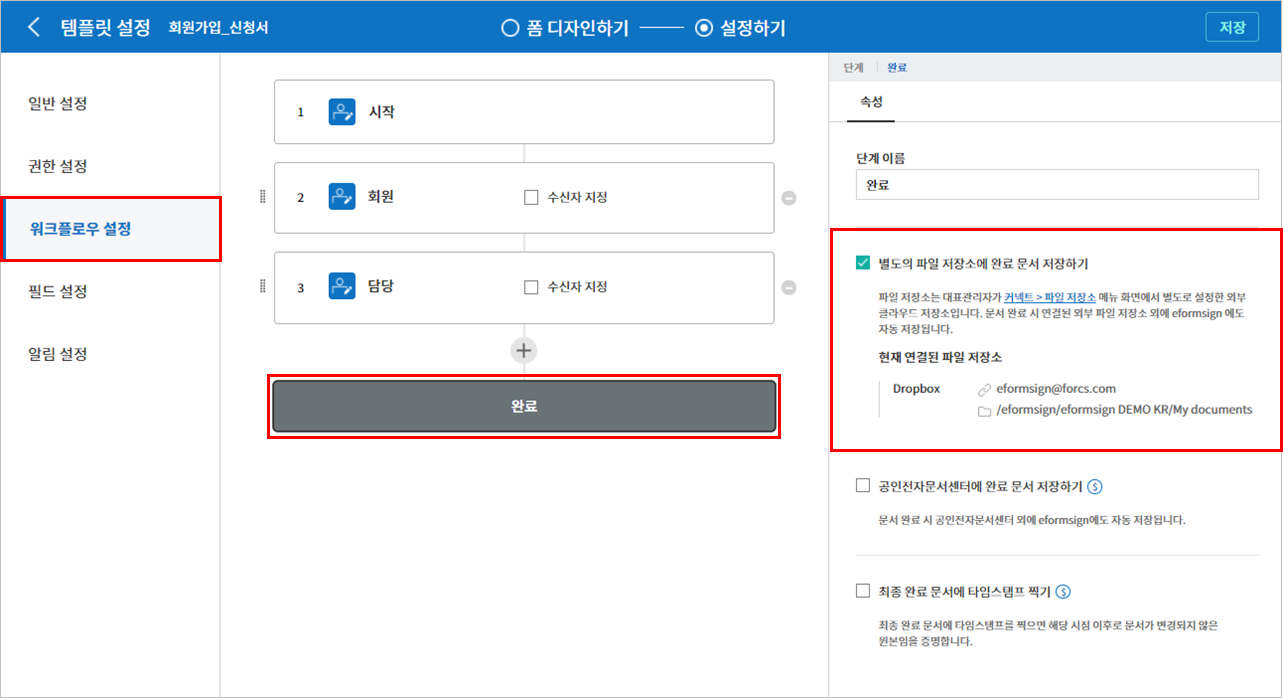 템플릿 설정 회원가입_신청서
폼 디자인하기
설정하기
저장
일반 설정
권한 설정
워크플로우 설정
필드 설정
알림 설정
1 시작
2 회원 수신자 지정
3 담당 수신자 지정
완료
단계 완료
속성
단계 이름
완료
별도의 파일 저장소에 완료 문서 저장하기
파일 저장소는 대표관리자가 커넥트 > 파일 저장소 메뉴 화면에서 별도로 설정한 외부
클라우드 저장소입니다. 문서 완료 시 연결된 외부 파일 저장소 외에 eformsign 에도
자동 저장됩니다.
현재 연결된 파일 저장소
Dropbox eformsign@forcs.com
/eformsign/eformsign DEMO KR/My documents
공인전자문서센터에 완료 문서 저장하기 $
문서 완료 시 공인전자문서센터 외에 eformsign에도 자동 저장됩니다.
최종 완료 문서에 타임스탬프 찍기 $
최종 완료 문서에 타임스탬프를 찍으면 해당 시점 이후로 문서가 변경되지 않은
원본임을 증명합니다.